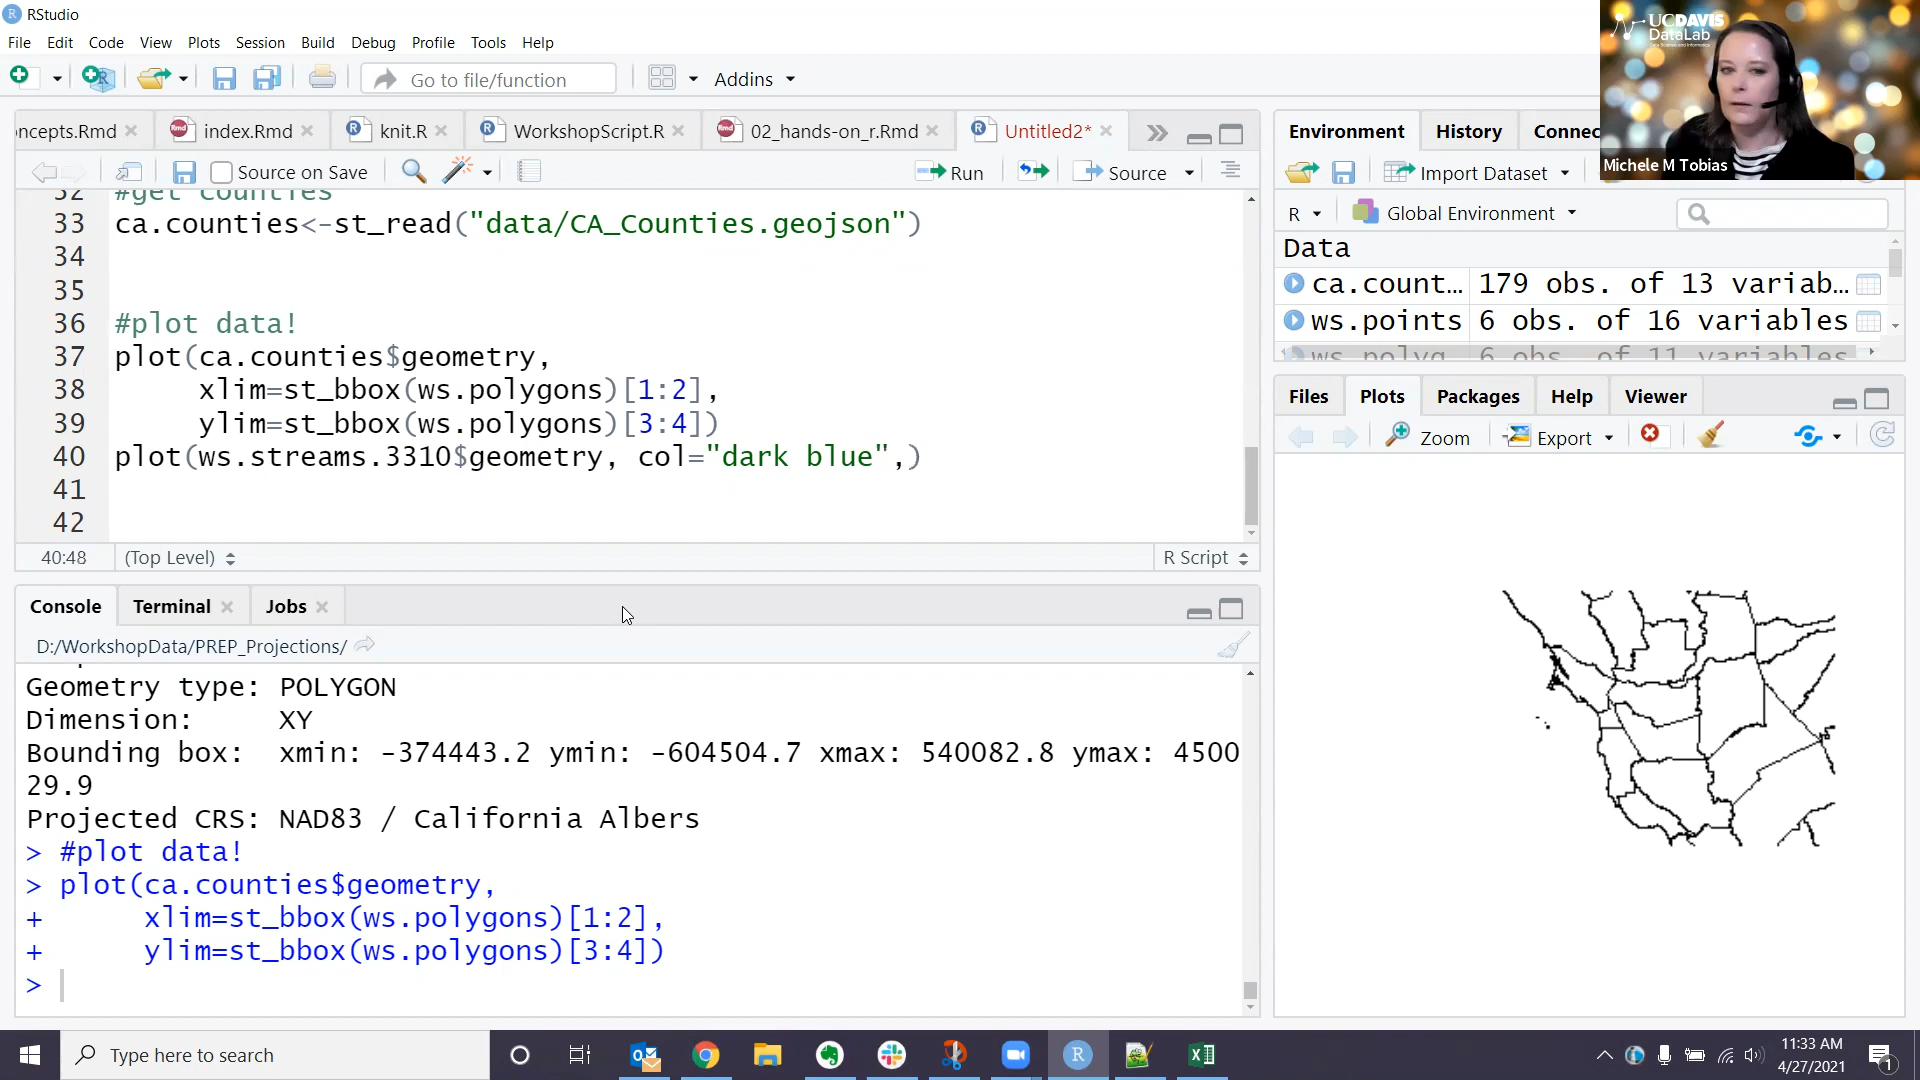 RStudio
File Edit Code View Plots Session Build Debug Profile Tools Help
Go to file/function
Addins
UCDAVIS
DataLab
Michele M Tobias
ncepts.Rmd
index.Rmd
knit.R
WorkshopScript.R
02_hands-on_r.Rmd
Untitled2*
Source on Save
Run
Source
32 #get counties
33 ca.counties<-st_read("data/CA_Counties.geojson")
34
35
36 #plot data!
37 plot(ca.counties$geometry,
38 xlim=st_bbox(ws.polygons)[1:2],
39 ylim=st_bbox(ws.polygons)[3:4])
40 plot(ws.streams.3310$geometry, col="dark blue",)
41
42
40:48 (Top Level) R Script
Console Terminal Jobs
D:/WorkshopData/PREP_Projections/
Geometry type: POLYGON
Dimension: XY
Bounding box: xmin: -374443.2 ymin: -604504.7 xmax: 540082.8 ymax: 4500
29.9
Projected CRS: NAD83 / California Albers
> #plot data!
> plot(ca.counties$geometry,
+ xlim=st_bbox(ws.polygons)[1:2],
+ ylim=st_bbox(ws.polygons)[3:4])
>
Environment History Connec
Import Dataset
R Global Environment
Data
ca.count... 179 obs. of 13 variab...
ws.points 6 obs. of 16 variables
ws.polyg 6 obs. of 11 variables
Files Plots Packages Help Viewer
Zoom Export
Type here to search
11:33 AM
4/27/2021
1